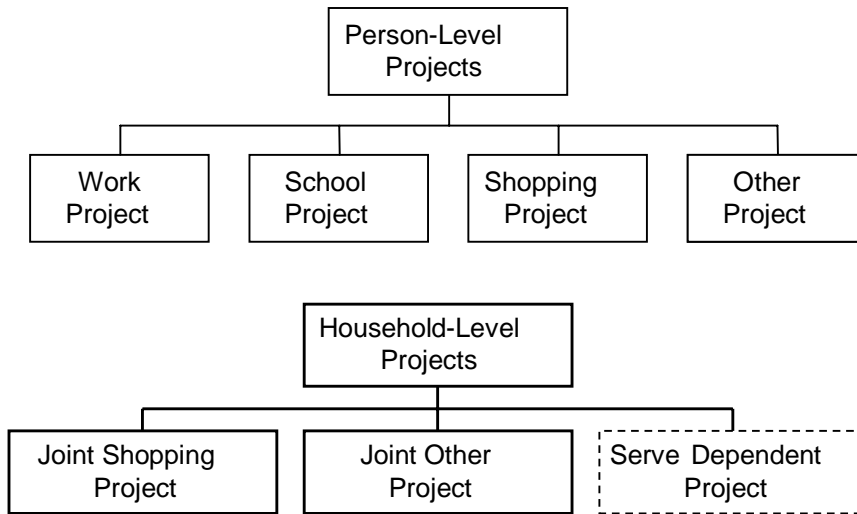 Person-Level
Projects
Work
Project
School
Project
Shopping
Project
Other
Project
Household-Level
Projects
Joint Shopping
Project
Joint Other
Project
Serve Dependent
Project